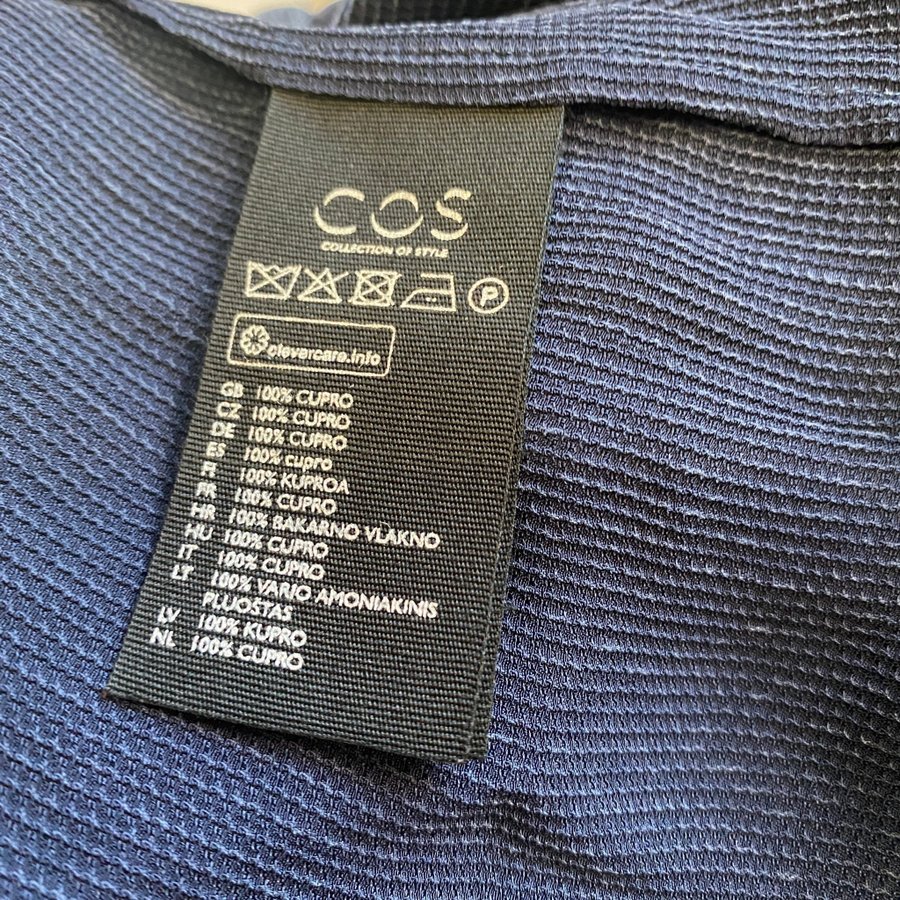 COS
COLLECTION OF STYLE
P
clevercare.info
GB 100% CUPRO
CZ 100% CUPRO
DE 100% CUPRO
ES 100% cupro
FI 100% KUPROA
FR 100% CUPRO
HR 100% BAKARNO VLAKNO
HU 100% CUPRO
IT 100% CUPRO
LT 100% VARIO AMONIAKINIS
PLUOSTAS
LV 100% KUPRO
NL 100% CUPRO